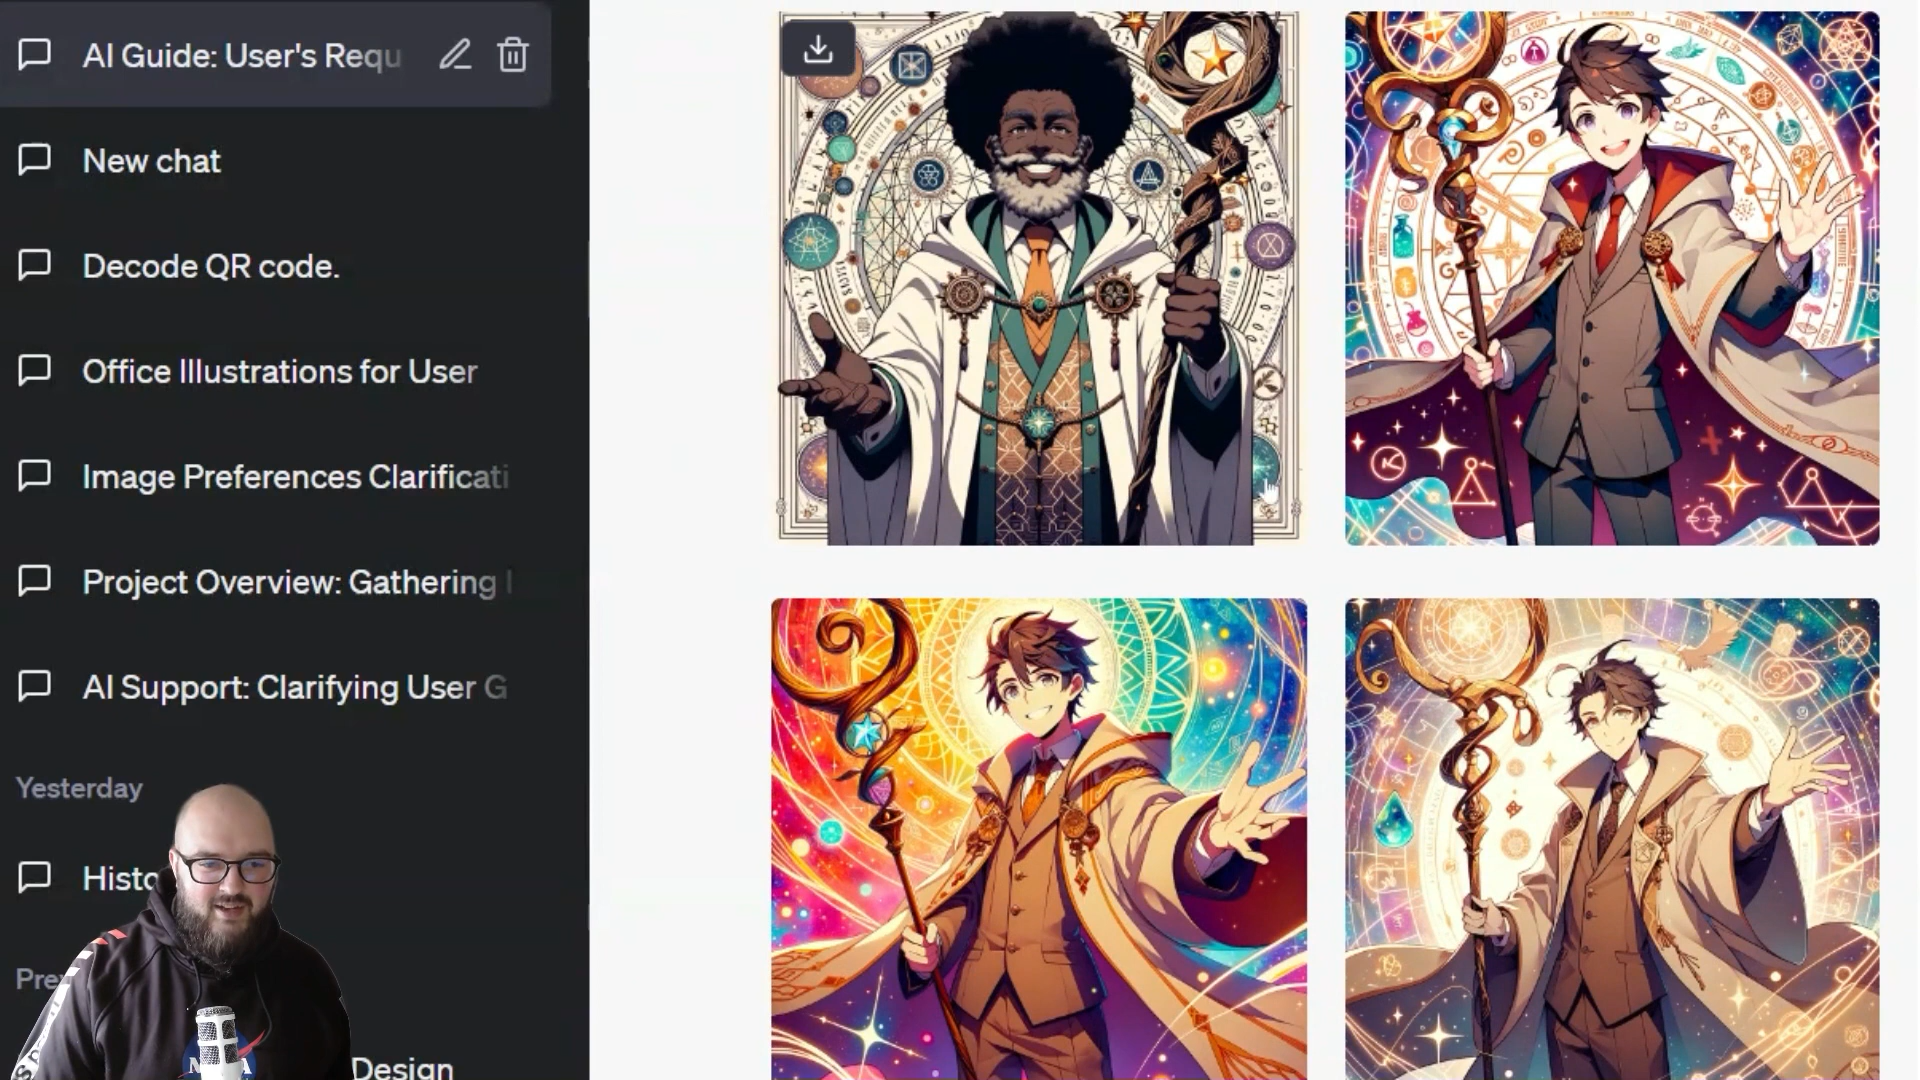 AI Guide: User's Requ
New chat
Decode QR code.
Office Illustrations for User
Image Preferences Clarificati
Project Overview: Gathering
AI Support: Clarifying User G
Yesterday
Histo
Pre
Design